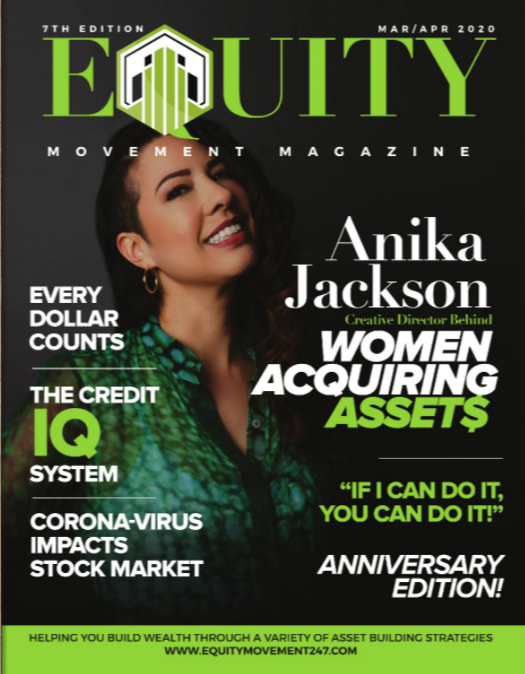 7TH EDITION
MAR/APR 2020
EQUITY
MOVEMENT MAGAZINE
Anika
Jackson
Creative Director Behind
WOMEN
ACQUIRING
ASSET$
EVERY
DOLLAR
COUNTS
THE CREDIT
IQ
SYSTEM
CORONA-VIRUS
IMPACTS
STOCK MARKET
“IF I CAN DO IT,
YOU CAN DO IT!”
ANNIVERSARY
EDITION!
HELPING YOU BUILD WEALTH THROUGH A VARIETY OF ASSET BUILDING STRATEGIES
WWW.EQUITYMOVEMENT247.COM